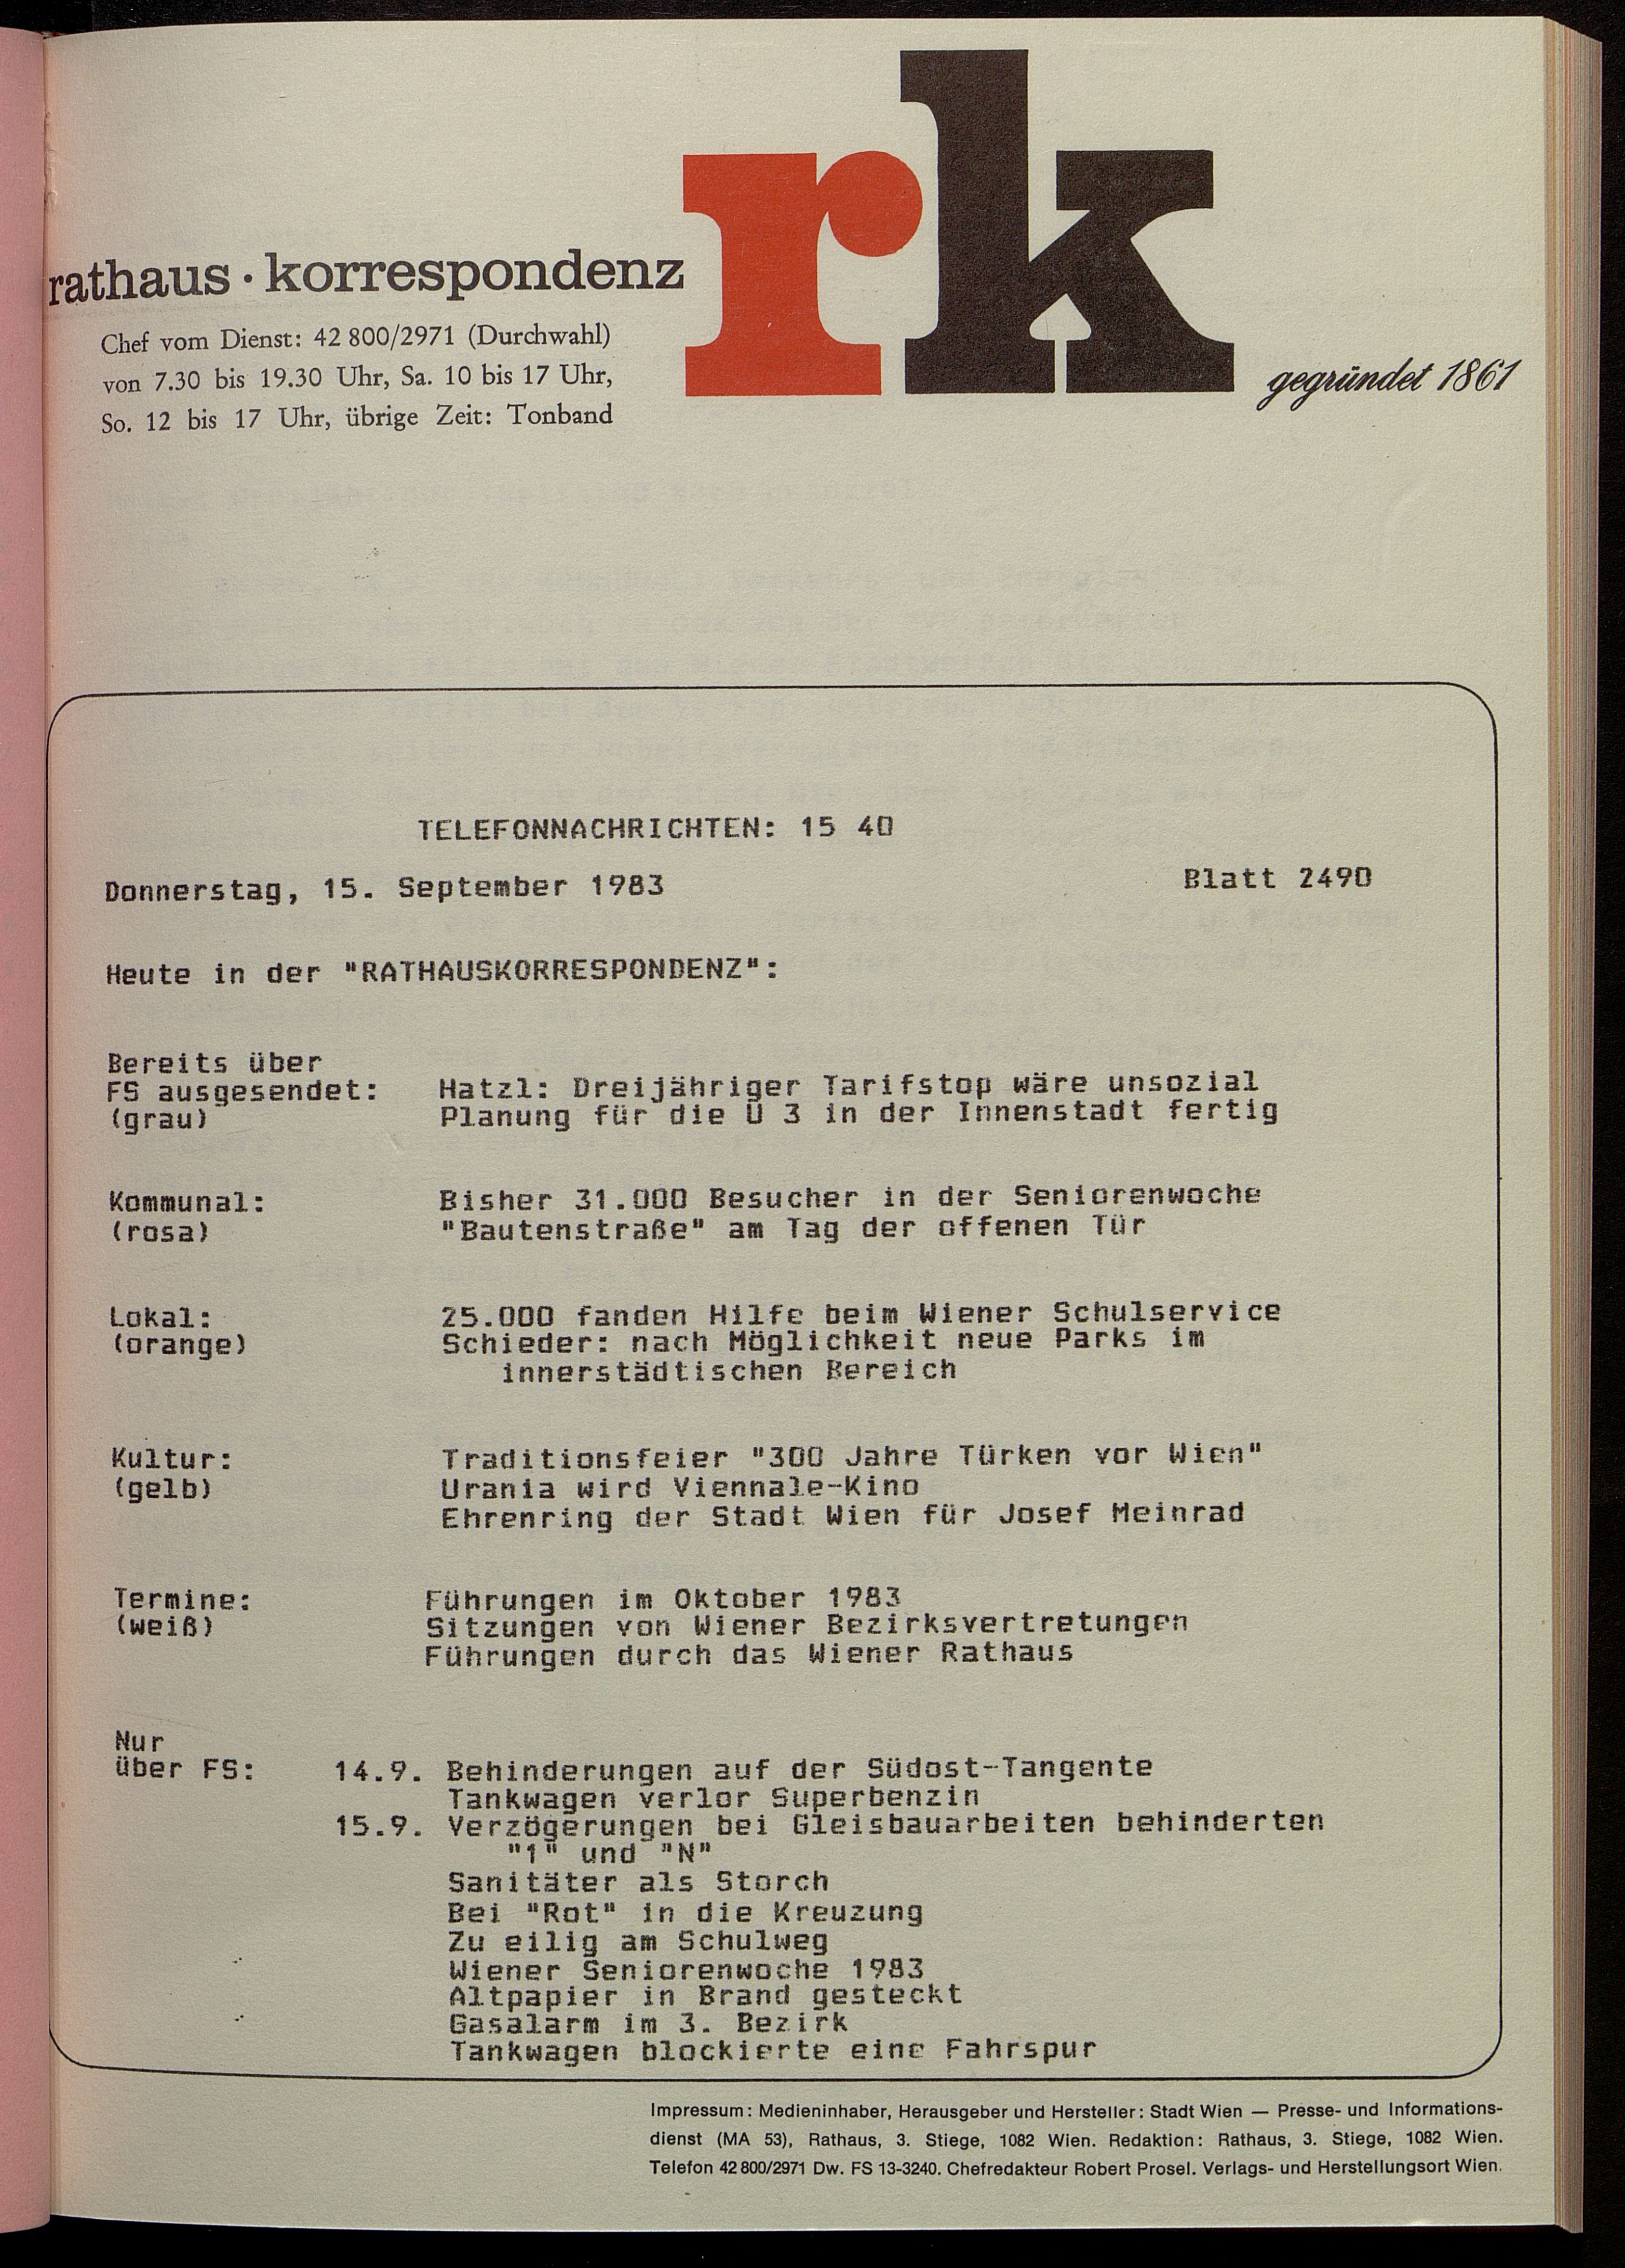 rk
rathaus · korrespondenz
Chef vom Dienst: 42 800/2971 (Durchwahl)
von 7.30 bis 19.30 Uhr, Sa. 10 bis 17 Uhr,
So. 12 bis 17 Uhr, übrige Zeit: Tonband
gegründet 1861
TELEFONNACHRICHTEN: 15 40
Donnerstag, 15. September 1983 Blatt 2490
Heute in der "RATHAUSKORRESPONDENZ":
Bereits über
FS ausgesendet: Hatzl: Dreijähriger Tarifstop wäre unsozial
(grau) Planung für die U 3 in der Innenstadt fertig
Kommunal: Bisher 31.000 Besucher in der Seniorenwoche
(rosa) "Bautenstraße" am Tag der offenen Tür
Lokal: 25.000 fanden Hilfe beim Wiener Schulservice
(orange) Schieder: nach Möglichkeit neue Parks im
innerstädtischen Bereich
Kultur: Traditionsfeier "300 Jahre Türken vor Wien"
(gelb) Urania wird Viennale-Kino
Ehrenring der Stadt Wien für Josef Meinrad
Termine: Führungen im Oktober 1983
(weiß) Sitzungen von Wiener Bezirksvertretungen
Führungen durch das Wiener Rathaus
Nur
über FS: 14.9. Behinderungen auf der Südost-Tangente
Tankwagen verlor Superbenzin
15.9. Verzögerungen bei Gleisbauarbeiten behinderten
"1" und "N"
Sanitäter als Storch
Bei "Rot" in die Kreuzung
Zu eilig am Schulweg
Wiener Seniorenwoche 1983
Altpapier in Brand gesteckt
Gasalarm im 3. Bezirk
Tankwagen blockierte eine Fahrspur
Impressum: Medieninhaber, Herausgeber und Hersteller: Stadt Wien — Presse- und Informations-
dienst (MA 53), Rathaus, 3. Stiege, 1082 Wien. Redaktion: Rathaus, 3. Stiege, 1082 Wien.
Telefon 42 800/2971 Dw. FS 13-3240. Chefredakteur Robert Prosel. Verlags- und Herstellungsort Wien.